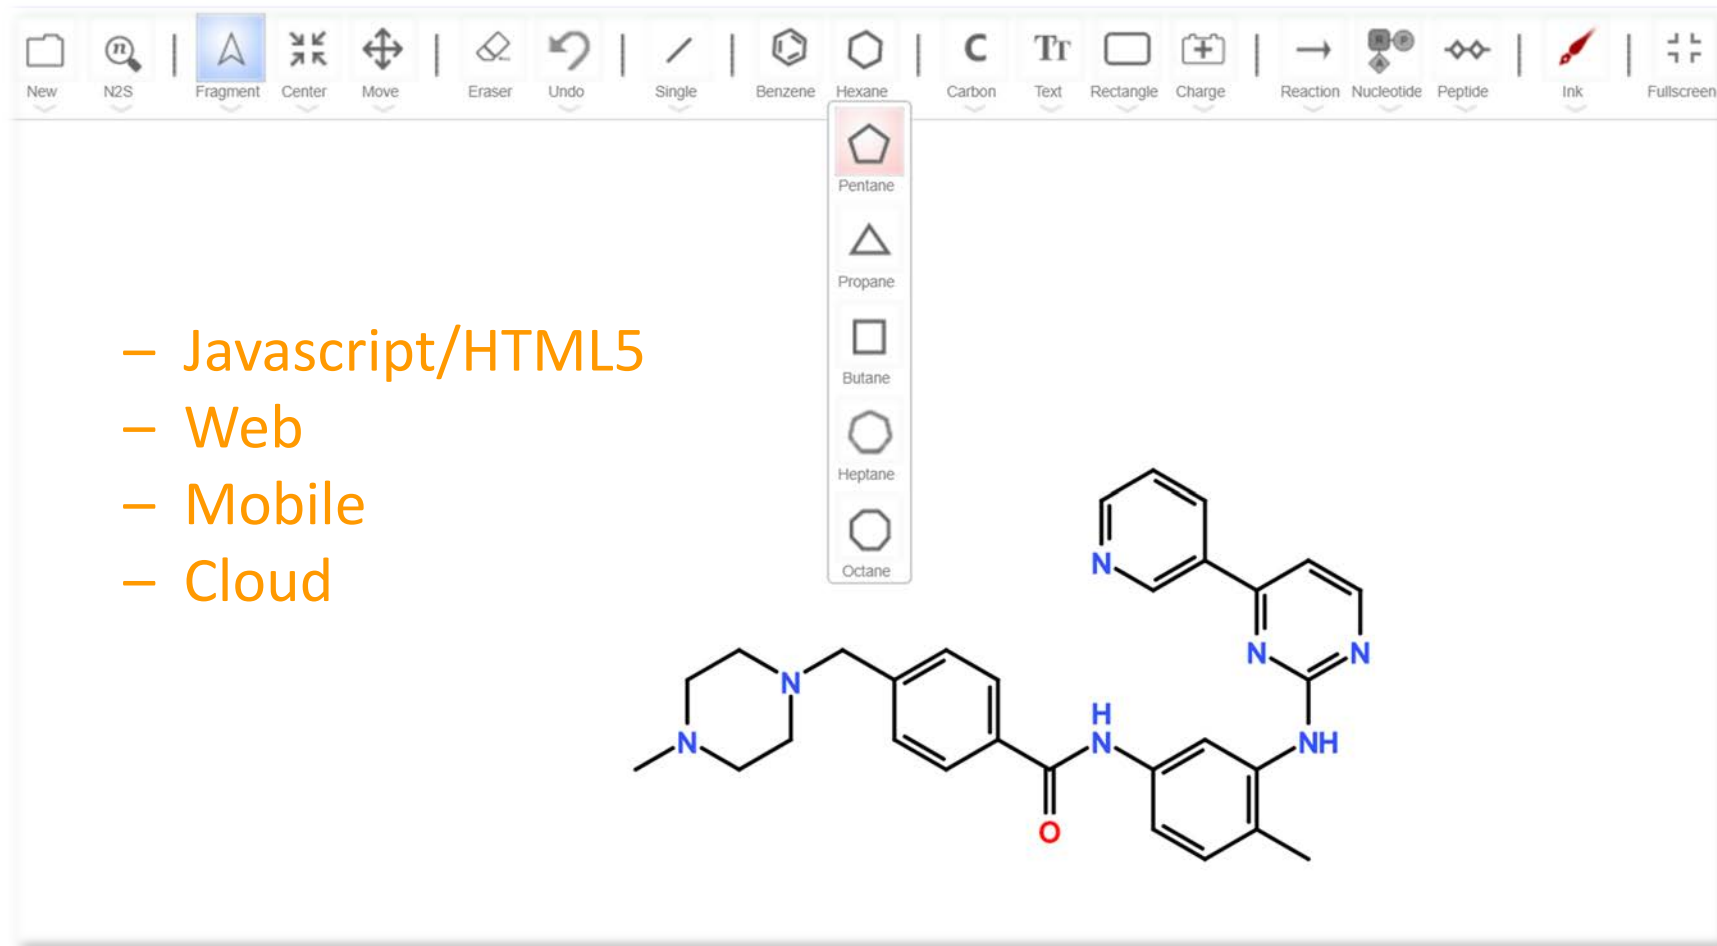 New N2S Fragment Center Move Eraser Undo Single Benzene Hexane Carbon Text Rectangle Charge Reaction Nucleotide Peptide Ink Fullscreen
n C TT R P A
Pentane
Propane
Butane
Heptane
Octane
– Javascript/HTML5
– Web
– Mobile
– Cloud
N
N N
N
H
N N NH
O